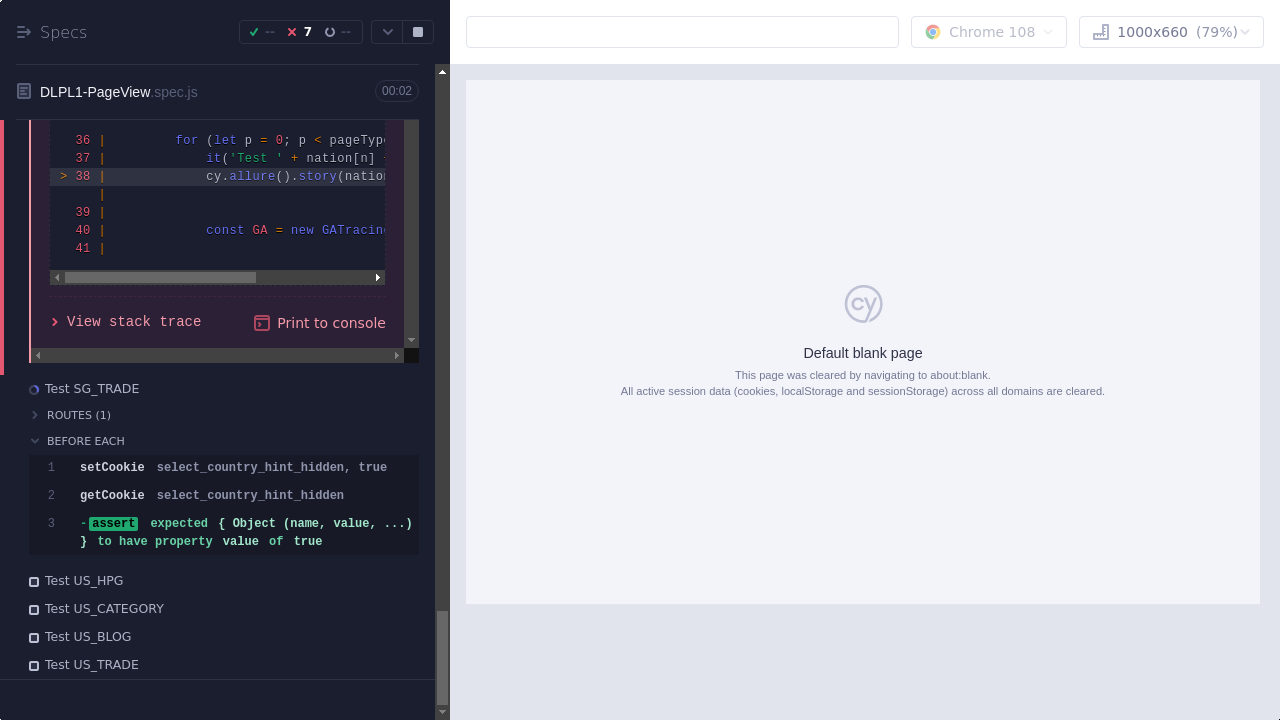 Specs
--
7
--
Chrome 108
1000x660 (79%)
DLPL1-PageView.spec.js
00:02
36 | for (let p = 0; p < pageType
37 | it('Test ' + nation[n] +
> 38 | cy.allure().story(nation
|
39 |
40 | const GA = new GATracing
41 |
View stack trace
Print to console
Test SG_TRADE
ROUTES (1)
BEFORE EACH
1 setCookie select_country_hint_hidden, true
2 getCookie select_country_hint_hidden
3 -assert expected { Object (name, value, ...)
} to have property value of true
Test US_HPG
Test US_CATEGORY
Test US_BLOG
Test US_TRADE
cy
Default blank page
This page was cleared by navigating to about:blank.
All active session data (cookies, localStorage and sessionStorage) across all domains are cleared.